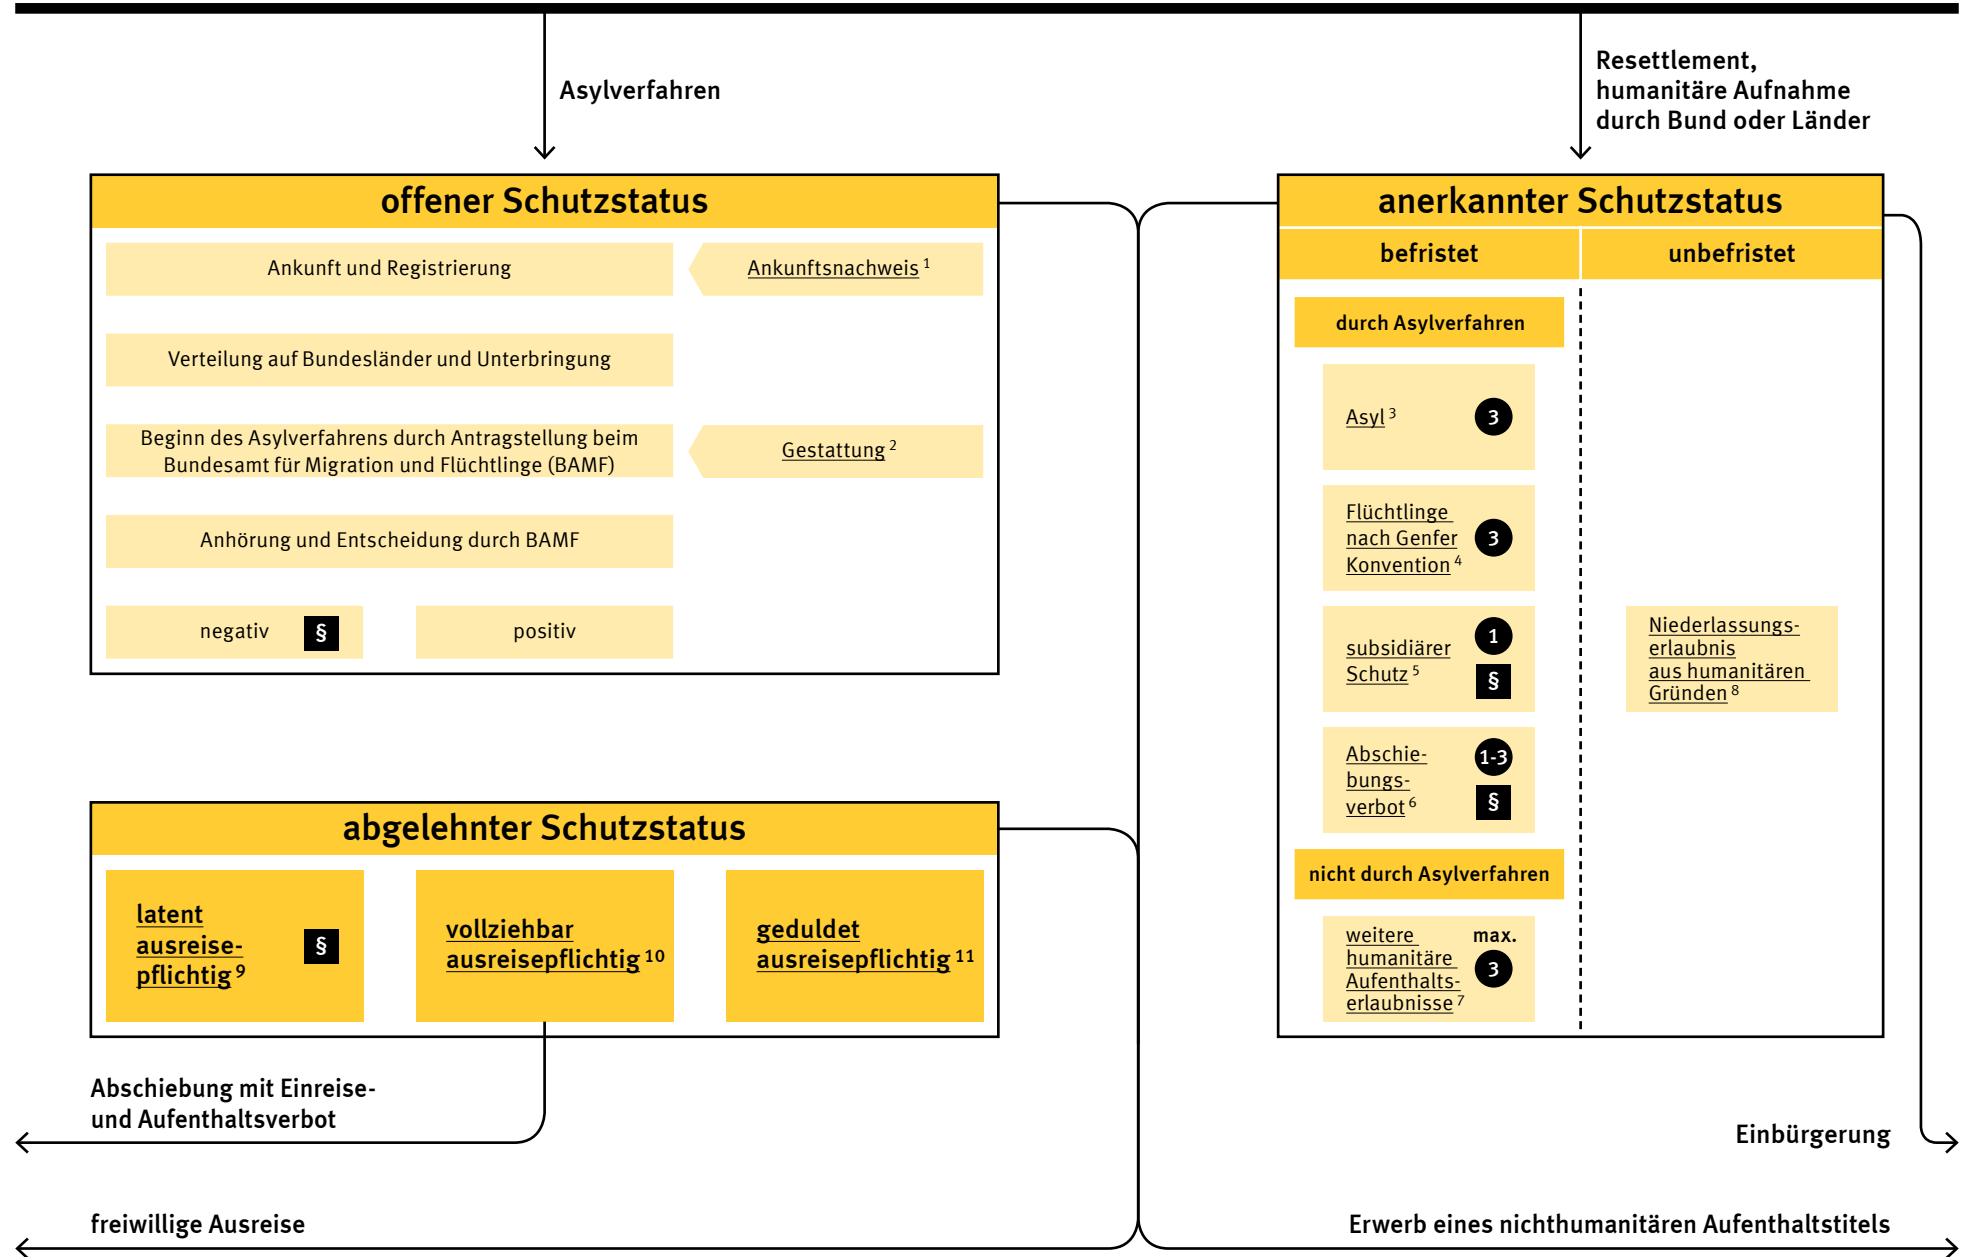 Asylverfahren
Resettlement,
humanitäre Aufnahme
durch Bund oder Länder
offener Schutzstatus
Ankunft und Registrierung
Ankunftsnachweis 1
Verteilung auf Bundesländer und Unterbringung
Beginn des Asylverfahrens durch Antragstellung beim
Bundesamt für Migration und Flüchtlinge (BAMF)
Gestattung 2
Anhörung und Entscheidung durch BAMF
negativ §
positiv
abgelehnter Schutzstatus
latent
ausreise-
pflichtig 9
§
vollziehbar
ausreisepflichtig 10
geduldet
ausreisepflichtig 11
Abschiebung mit Einreise-
und Aufenthaltsverbot
freiwillige Ausreise
anerkannter Schutzstatus
befristet
unbefristet
durch Asylverfahren
Asyl 3
3
Flüchtlinge
nach Genfer
Konvention 4
3
subsidiärer
Schutz 5
1
§
Abschie-
bungs-
verbot 6
1-3
§
nicht durch Asylverfahren
weitere
humanitäre
Aufenthalts-
erlaubnisse 7
max.
3
Niederlassungs-
erlaubnis
aus humanitären
Gründen 8
Einbürgerung
Erwerb eines nichthumanitären Aufenthaltstitels